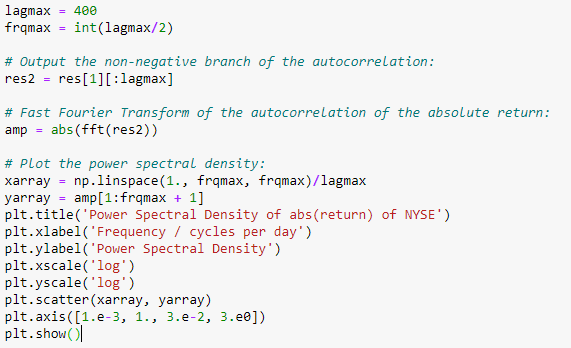 lagmax = 400
frqmax = int(lagmax/2)
# Output the non-negative branch of the autocorrelation:
res2 = res[1][:lagmax]
# Fast Fourier Transform of the autocorrelation of the absolute return:
amp = abs(fft(res2))
# Plot the power spectral density:
xarray = np.linspace(1., frqmax, frqmax)/lagmax
yarray = amp[1:frqmax + 1]
plt.title('Power Spectral Density of abs(return) of NYSE')
plt.xlabel('Frequency / cycles per day')
plt.ylabel('Power Spectral Density')
plt.xscale('log')
plt.yscale('log')
plt.scatter(xarray, yarray)
plt.axis([1.e-3, 1., 3.e-2, 3.e0])
plt.show()